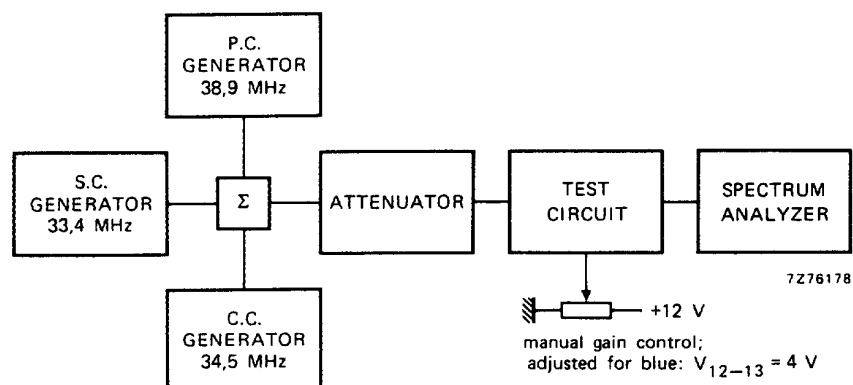 P.C.
GENERATOR
38,9 MHz
S.C.
GENERATOR
33,4 MHz
Σ
ATTENUATOR
TEST
CIRCUIT
SPECTRUM
ANALYZER
7Z76178
C.C.
GENERATOR
34,5 MHz
+12 V
manual gain control;
adjusted for blue: V12–13 = 4 V